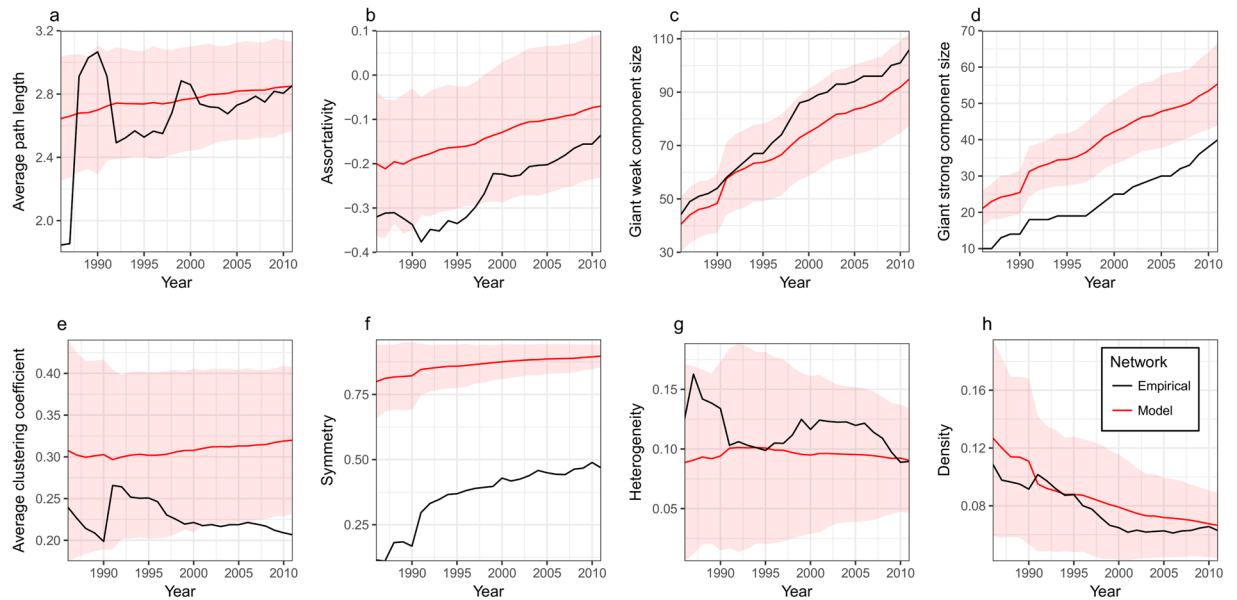 a
b
c
d
Average path length
3.2
2.8
2.4
2.0
1990 1995 2000 2005 2010
Year
Assortativity
0.1
0.0
−0.1
−0.2
−0.3
−0.4
1990 1995 2000 2005 2010
Year
Giant weak component size
110
90
70
50
30
1990 1995 2000 2005 2010
Year
Giant strong component size
70
60
50
40
30
20
10
1990 1995 2000 2005 2010
Year
e
f
g
h
Average clustering coefficient
0.40
0.35
0.30
0.25
0.20
1990 1995 2000 2005 2010
Year
Symmetry
0.75
0.50
0.25
1990 1995 2000 2005 2010
Year
Heterogeneity
0.15
0.10
0.05
1990 1995 2000 2005 2010
Year
Density
0.16
0.12
0.08
Network
Empirical
Model
1990 1995 2000 2005 2010
Year